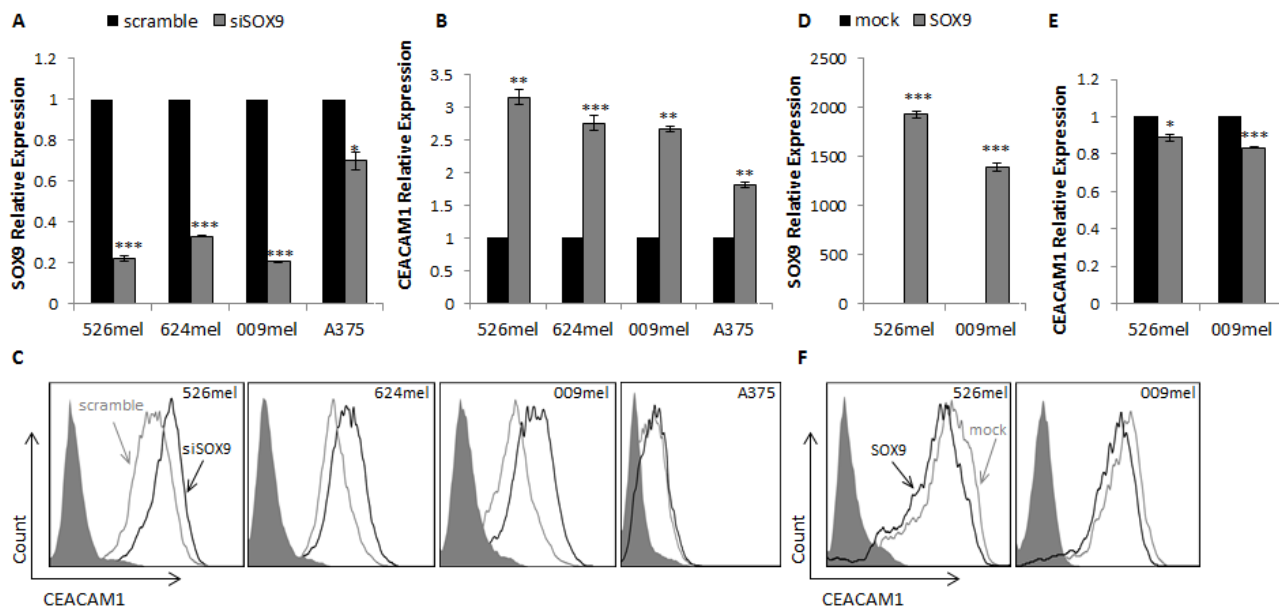 A
scramble siSOX9
SOX9 Relative Expression
1.2
1
0.8
0.6
0.4
0.2
0
***
***
***
*
526mel 624mel 009mel A375
B
CEACAM1 Relative Expression
3.5
3
2.5
2
1.5
1
0.5
0
**
***
**
**
526mel 624mel 009mel A375
D
mock SOX9
SOX9 Relative Expression
2500
2000
1500
1000
500
0
***
***
526mel 009mel
E
CEACAM1 Relative Expression
1.2
1
0.8
0.6
0.4
0.2
0
*
***
526mel 009mel
C
526mel
scramble
siSOX9
624mel
009mel
A375
Count
CEACAM1
F
526mel
SOX9
mock
009mel
Count
CEACAM1